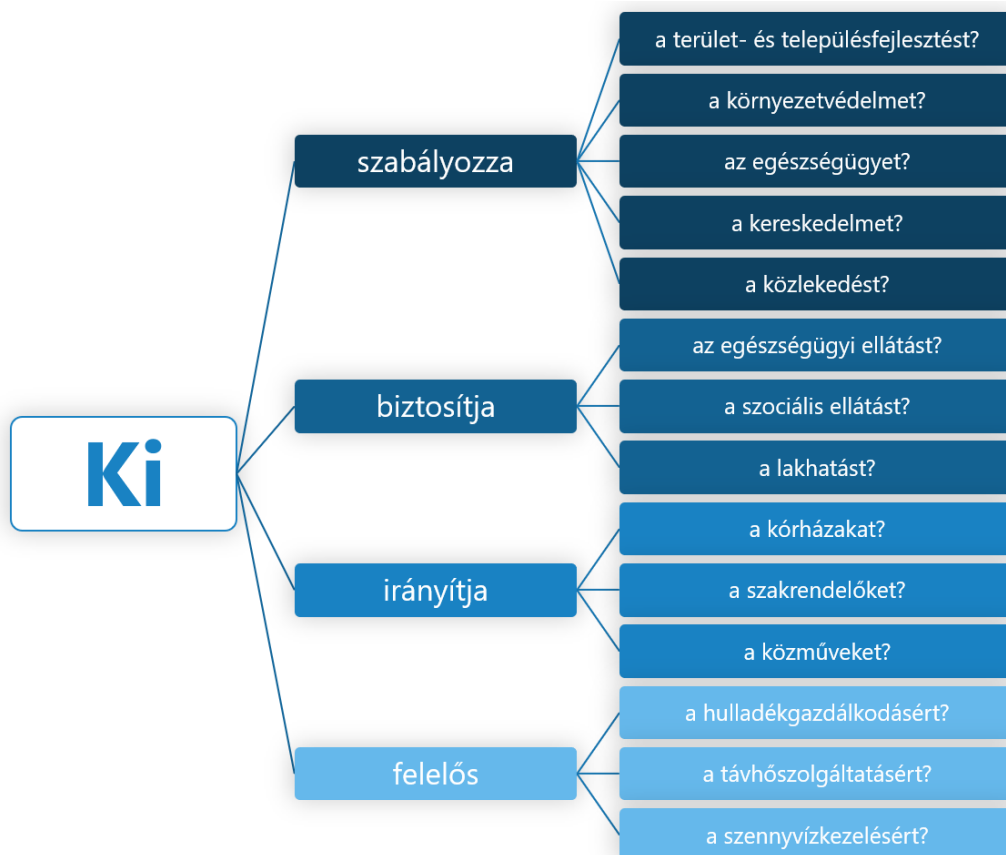 Ki
szabályozza
a terület- és településfejlesztést?
a környezetvédelmet?
az egészségügyet?
a kereskedelmet?
a közlekedést?
biztosítja
az egészségügyi ellátást?
a szociális ellátást?
a lakhatást?
irányítja
a kórházakat?
a szakrendelőket?
a közműveket?
felelős
a hulladékgazdálkodásért?
a távhőszolgáltatásért?
a szennyvízkezelésért?